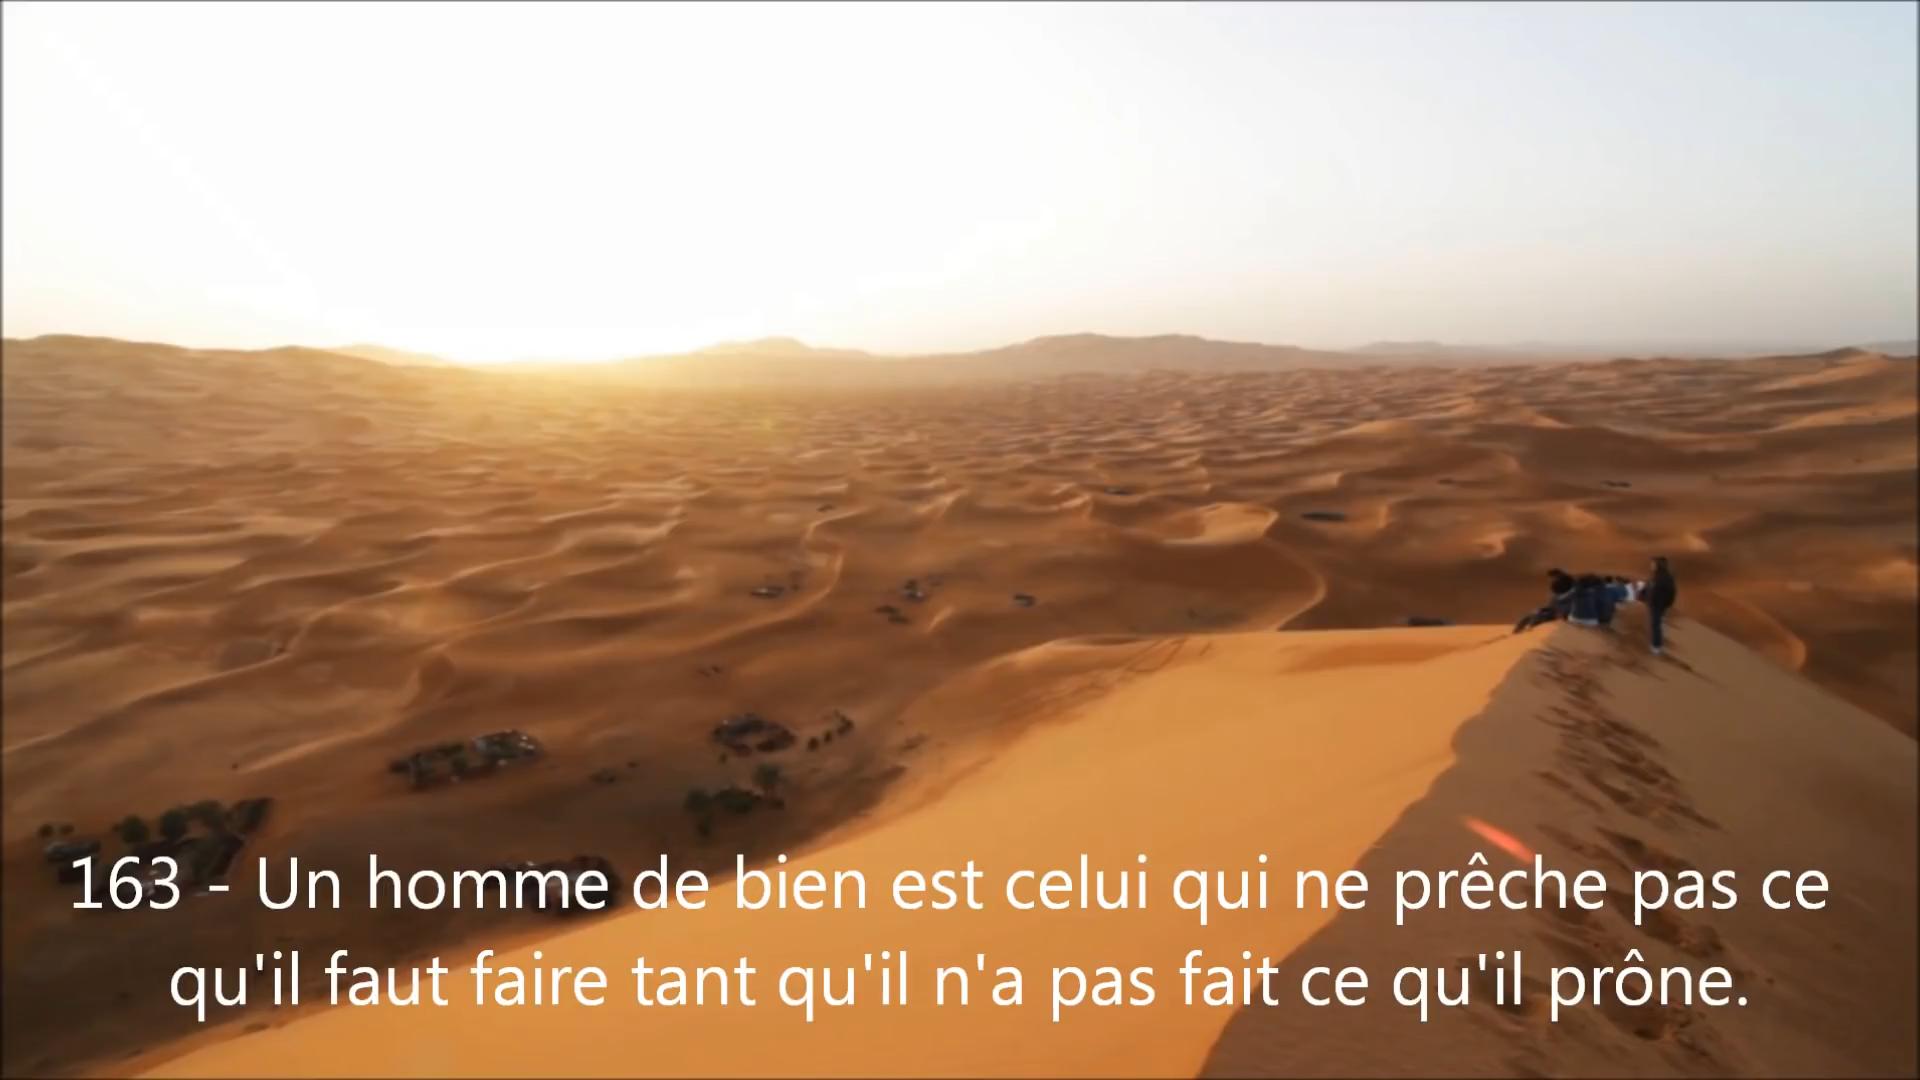 163 - Un homme de bien est celui qui ne prêche pas ce
qu'il faut faire tant qu'il n'a pas fait ce qu'il prône.